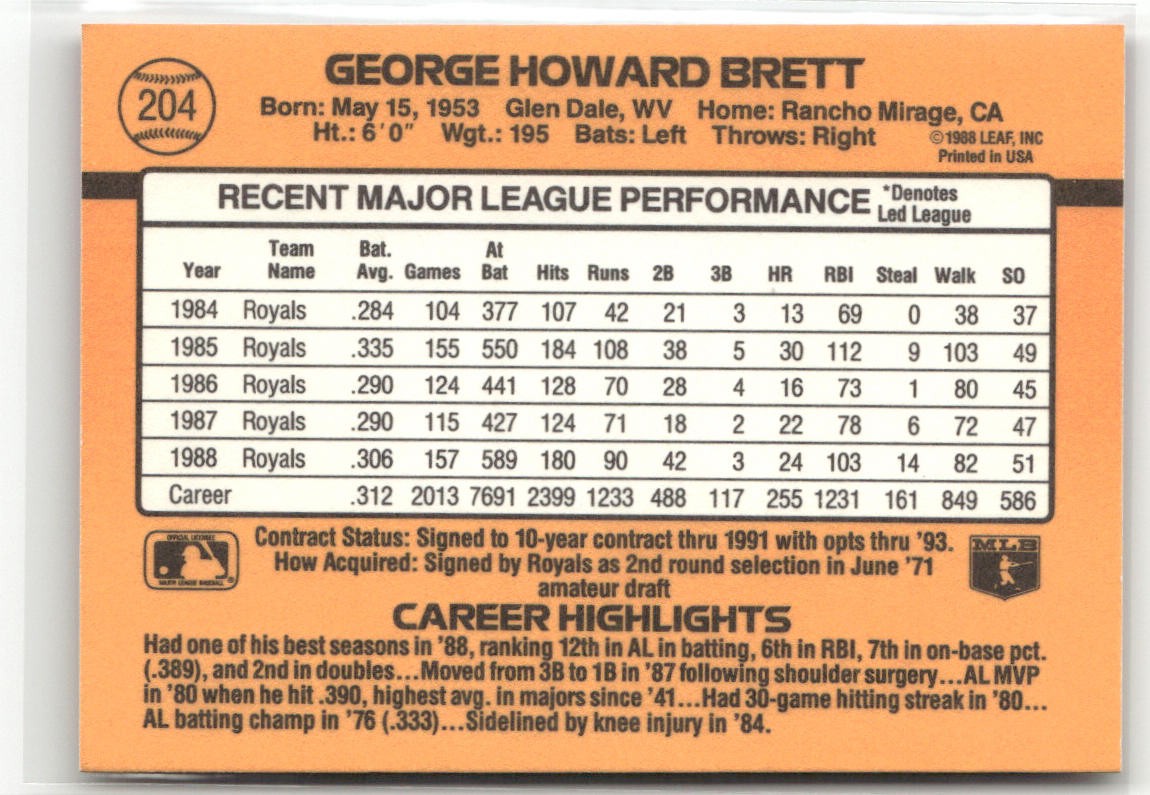 204
GEORGE HOWARD BRETT
Born: May 15, 1953 Glen Dale, WV Home: Rancho Mirage, CA
Ht.: 6'0" Wgt.: 195 Bats: Left Throws: Right
©1988 LEAF, INC
Printed in USA
RECENT MAJOR LEAGUE PERFORMANCE *Denotes
Led League
Year Team Name Bat. Avg. Games At Bat Hits Runs 2B 3B HR RBI Steal Walk SO
1984 Royals .284 104 377 107 42 21 3 13 69 0 38 37
1985 Royals .335 155 550 184 108 38 5 30 112 9 103 49
1986 Royals .290 124 441 128 70 28 4 16 73 1 80 45
1987 Royals .290 115 427 124 71 18 2 22 78 6 72 47
1988 Royals .306 157 589 180 90 42 3 24 103 14 82 51
Career .312 2013 7691 2399 1233 488 117 255 1231 161 849 586
OFFICIAL LICENSEE
MAJOR LEAGUE BASEBALL
®
Contract Status: Signed to 10-year contract thru 1991 with opts thru '93.
How Acquired: Signed by Royals as 2nd round selection in June '71
amateur draft
MLB
CAREER HIGHLIGHTS
Had one of his best seasons in '88, ranking 12th in AL in batting, 6th in RBI, 7th in on-base pct.
(.389), and 2nd in doubles...Moved from 3B to 1B in '87 following shoulder surgery...AL MVP
in '80 when he hit .390, highest avg. in majors since '41...Had 30-game hitting streak in '80...
AL batting champ in '76 (.333)...Sidelined by knee injury in '84.